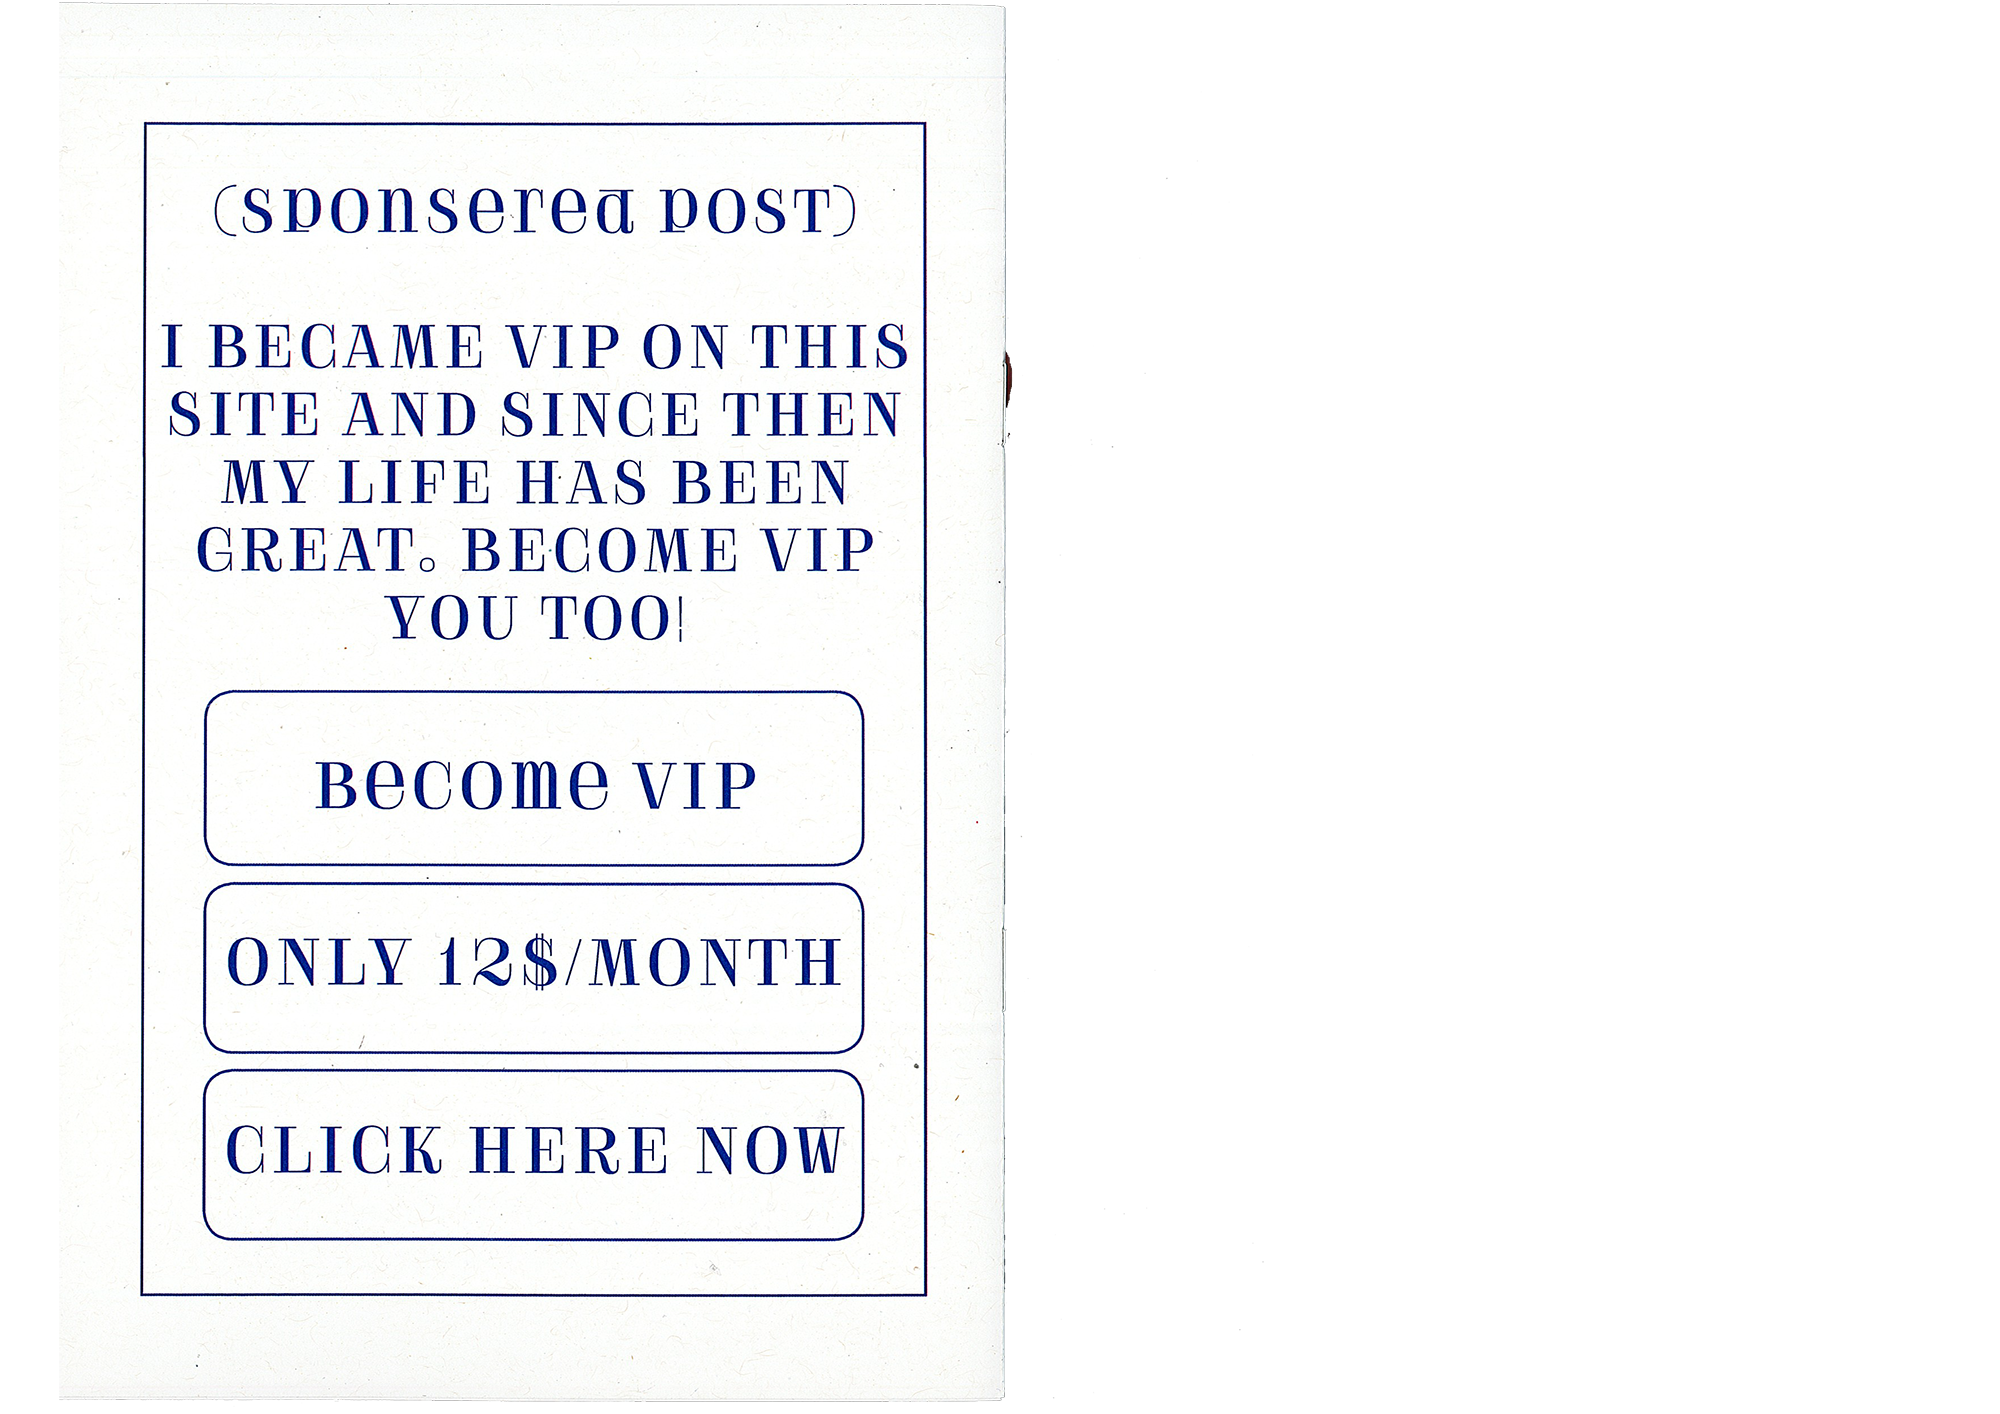 (sponsered POST)
I BECAME VIP ON THIS
SITE AND SINCE THEN
MY LIFE HAS BEEN
GREAT. BECOME VIP
YOU TOO!
Become VIP
ONLY 12$/MONTH
CLICK HERE NOW